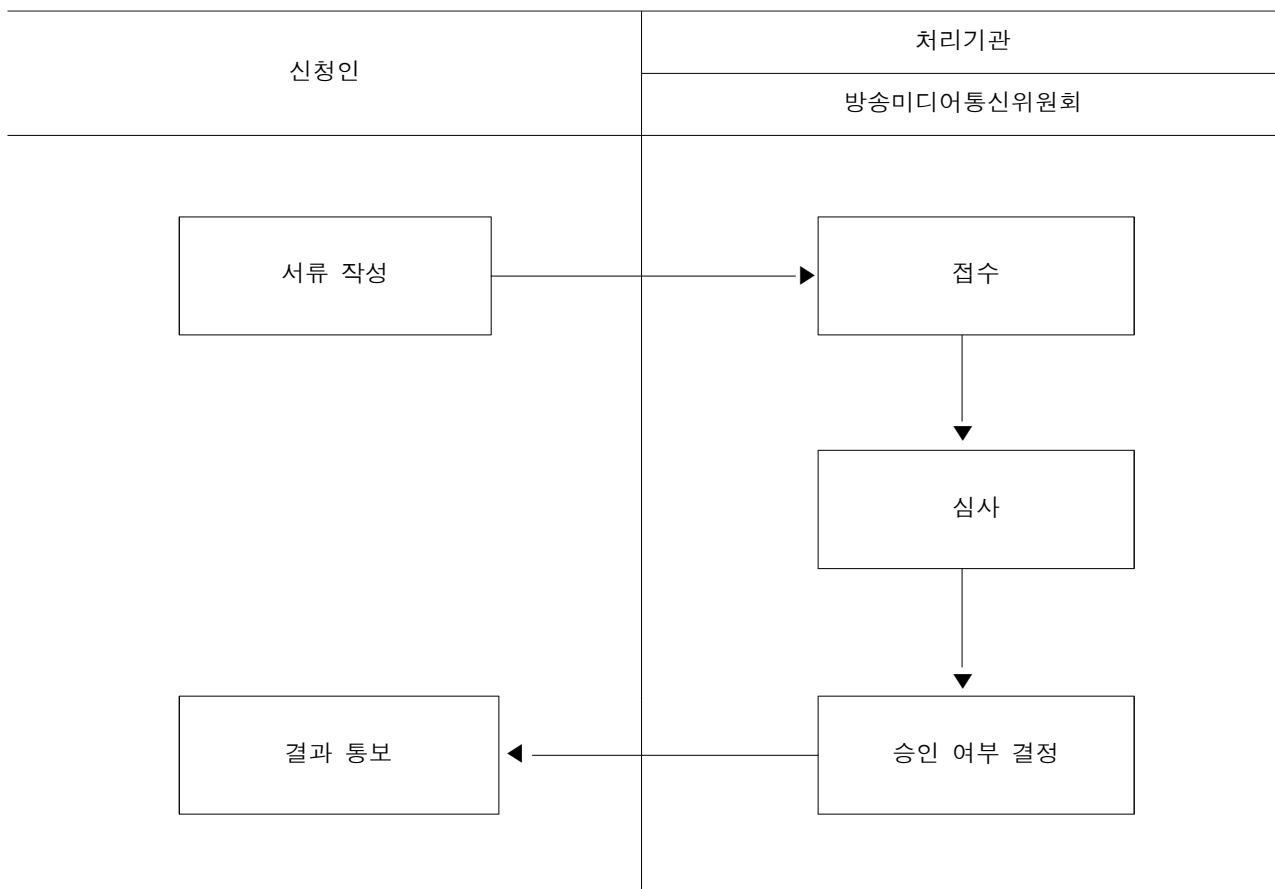 신청인
처리기관
방송미디어통신위원회
서류 작성
접수
심사
결과 통보
승인 여부 결정